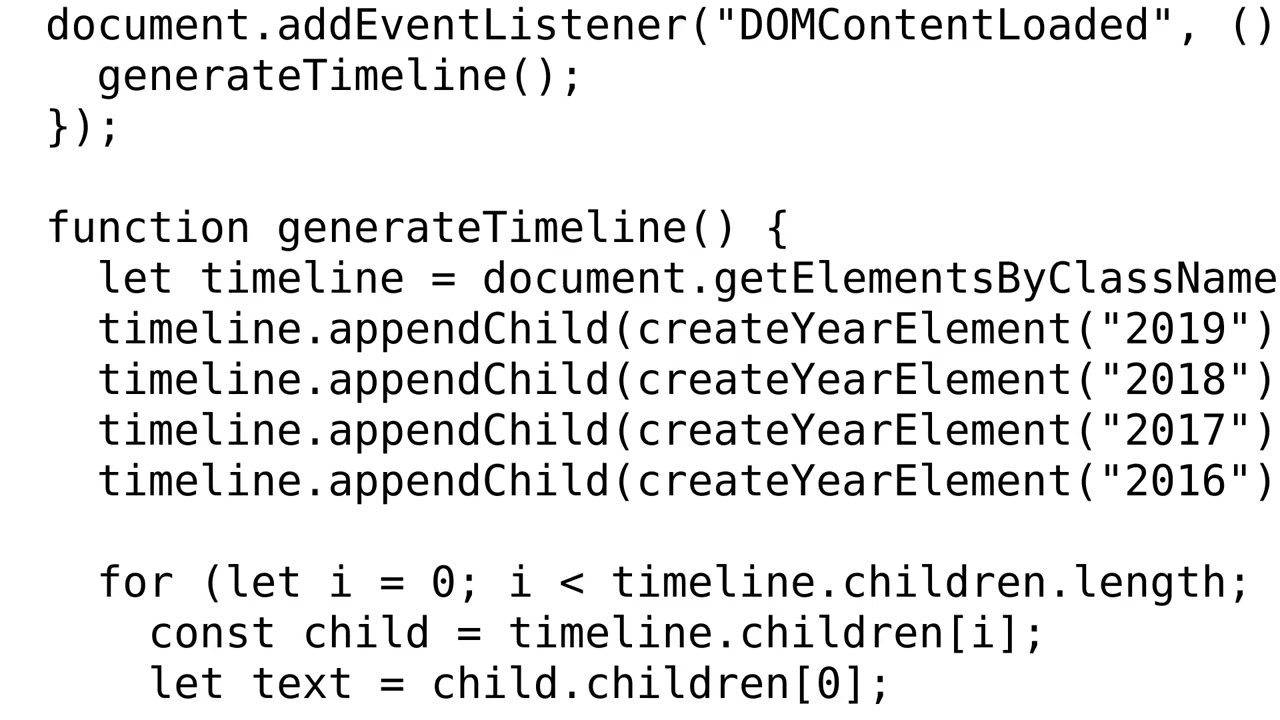 document.addEventListener("DOMContentLoaded", ()
  generateTimeline();
});

function generateTimeline() {
  let timeline = document.getElementsByClassName
  timeline.appendChild(createYearElement("2019")
  timeline.appendChild(createYearElement("2018")
  timeline.appendChild(createYearElement("2017")
  timeline.appendChild(createYearElement("2016")

  for (let i = 0; i < timeline.children.length;
    const child = timeline.children[i];
    let text = child.children[0];